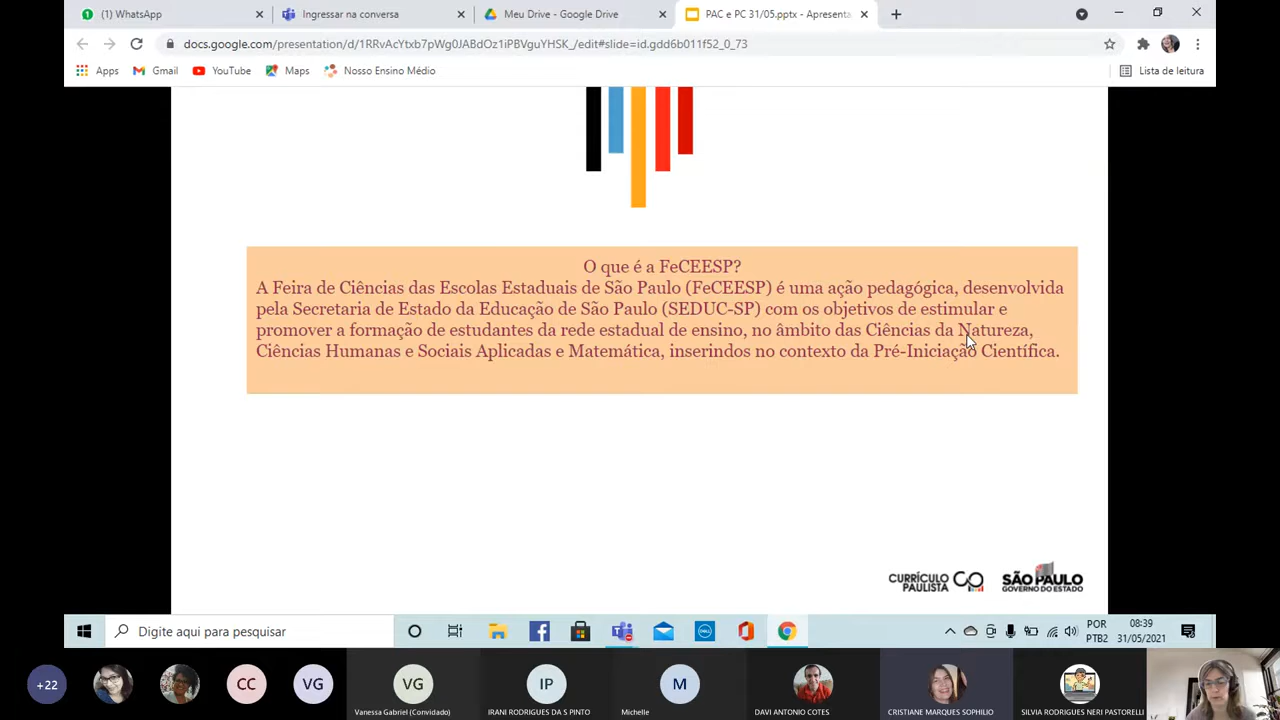 (1) WhatsApp
Ingressar na conversa
Meu Drive - Google Drive
PAC e PC 31/05.pptx - Apresenta
docs.google.com/presentation/d/1RRvAcYtxb7pWg0JABdOz1iPBVguYHSK_/edit#slide=id.gdd6b011f52_0_73
Apps
Gmail
YouTube
Maps
Nosso Ensino Médio
Lista de leitura
O que é a FeCEESP?
A Feira de Ciências das Escolas Estaduais de São Paulo (FeCEESP) é uma ação pedagógica, desenvolvida
pela Secretaria de Estado da Educação de São Paulo (SEDUC-SP) com os objetivos de estimular e
promover a formação de estudantes da rede estadual de ensino, no âmbito das Ciências da Natureza,
Ciências Humanas e Sociais Aplicadas e Matemática, inserindos no contexto da Pré-Iniciação Científica.
CURRÍCULO
PAULISTA
SÃO PAULO
GOVERNO DO ESTADO
Digite aqui para pesquisar
DELL
POR
PTB2
08:39
31/05/2021
+22
CC
VG
VG
IP
M
Vanessa Gabriel (Convidado)
IRANI RODRIGUES DA S PINTO
Michelle
DAVI ANTONIO COTES
CRISTIANE MARQUES SOPHILIO
SILVIA RODRIGUES NERI PASTORELLI